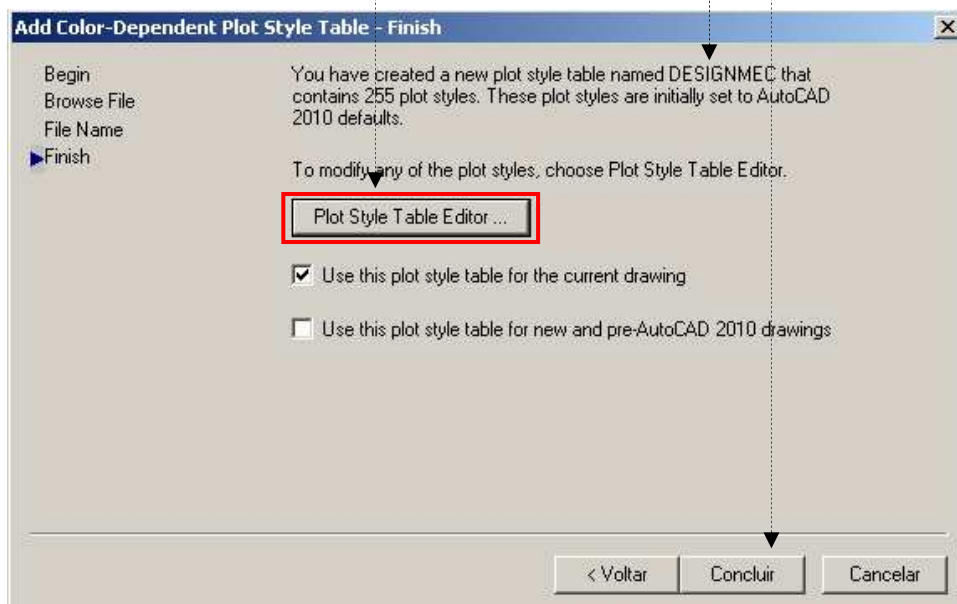 Add Color-Dependent Plot Style Table - Finish
Begin
Browse File
File Name
Finish
You have created a new plot style table named DESIGNMEC that
contains 255 plot styles. These plot styles are initially set to AutoCAD
2010 defaults.
To modify any of the plot styles, choose Plot Style Table Editor.
Plot Style Table Editor ...
Use this plot style table for the current drawing
Use this plot style table for new and pre-AutoCAD 2010 drawings
< Voltar
Concluir
Cancelar